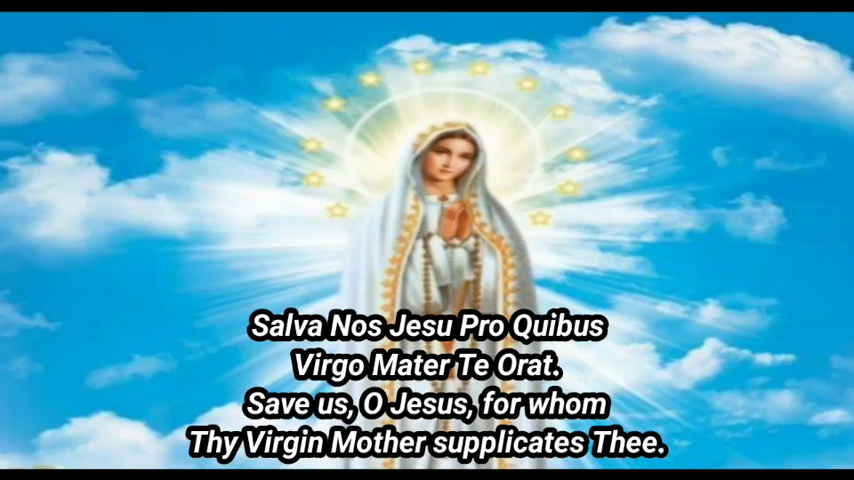 Salva Nos Jesu Pro Quibus
Virgo Mater Te Orat.
Save us, O Jesus, for whom
Thy Virgin Mother supplicates Thee.